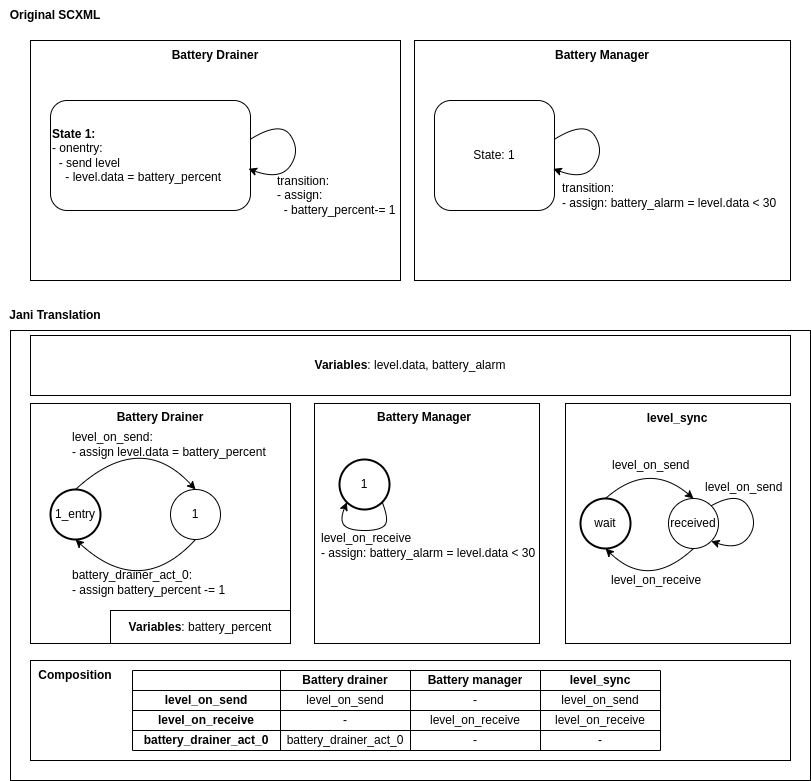 Original SCXML
Battery Drainer
State 1:
- onentry:
- send level
- level.data = battery_percent
transition:
- assign:
- battery_percent-= 1
Battery Manager
State: 1
transition:
- assign: battery_alarm = level.data < 30
Jani Translation
Variables: level.data, battery_alarm
Battery Drainer
level_on_send:
- assign level.data = battery_percent
1_entry
1
battery_drainer_act_0:
- assign battery_percent -= 1
Variables: battery_percent
Battery Manager
1
level_on_receive
- assign: battery_alarm = level.data < 30
level_sync
level_on_send
level_on_send
wait
received
level_on_receive
Composition
Battery drainer Battery manager level_sync
level_on_send level_on_send - level_on_send
level_on_receive - level_on_receive level_on_receive
battery_drainer_act_0 battery_drainer_act_0 - -